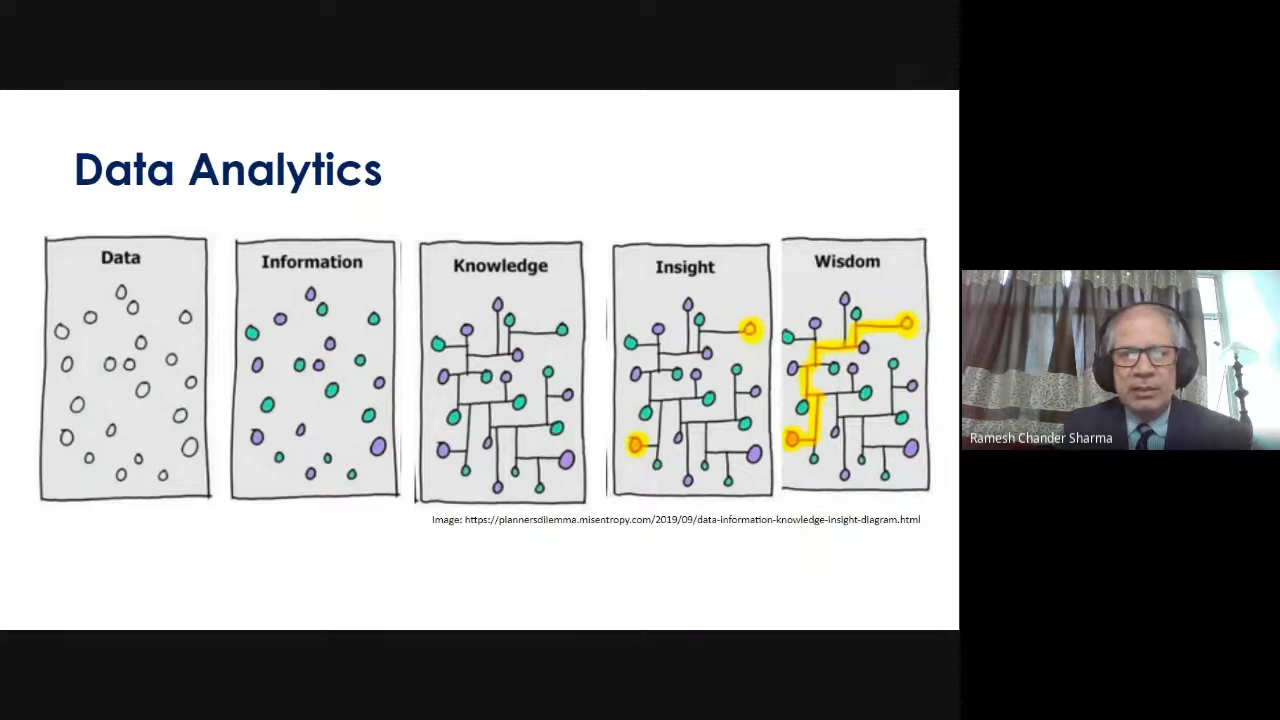 Data Analytics
Data
Information
Knowledge
Insight
Wisdom
Image: https://plannersdilemma.misentropy.com/2019/09/data-information-knowledge-insight-diagram.html
Ramesh Chander Sharma